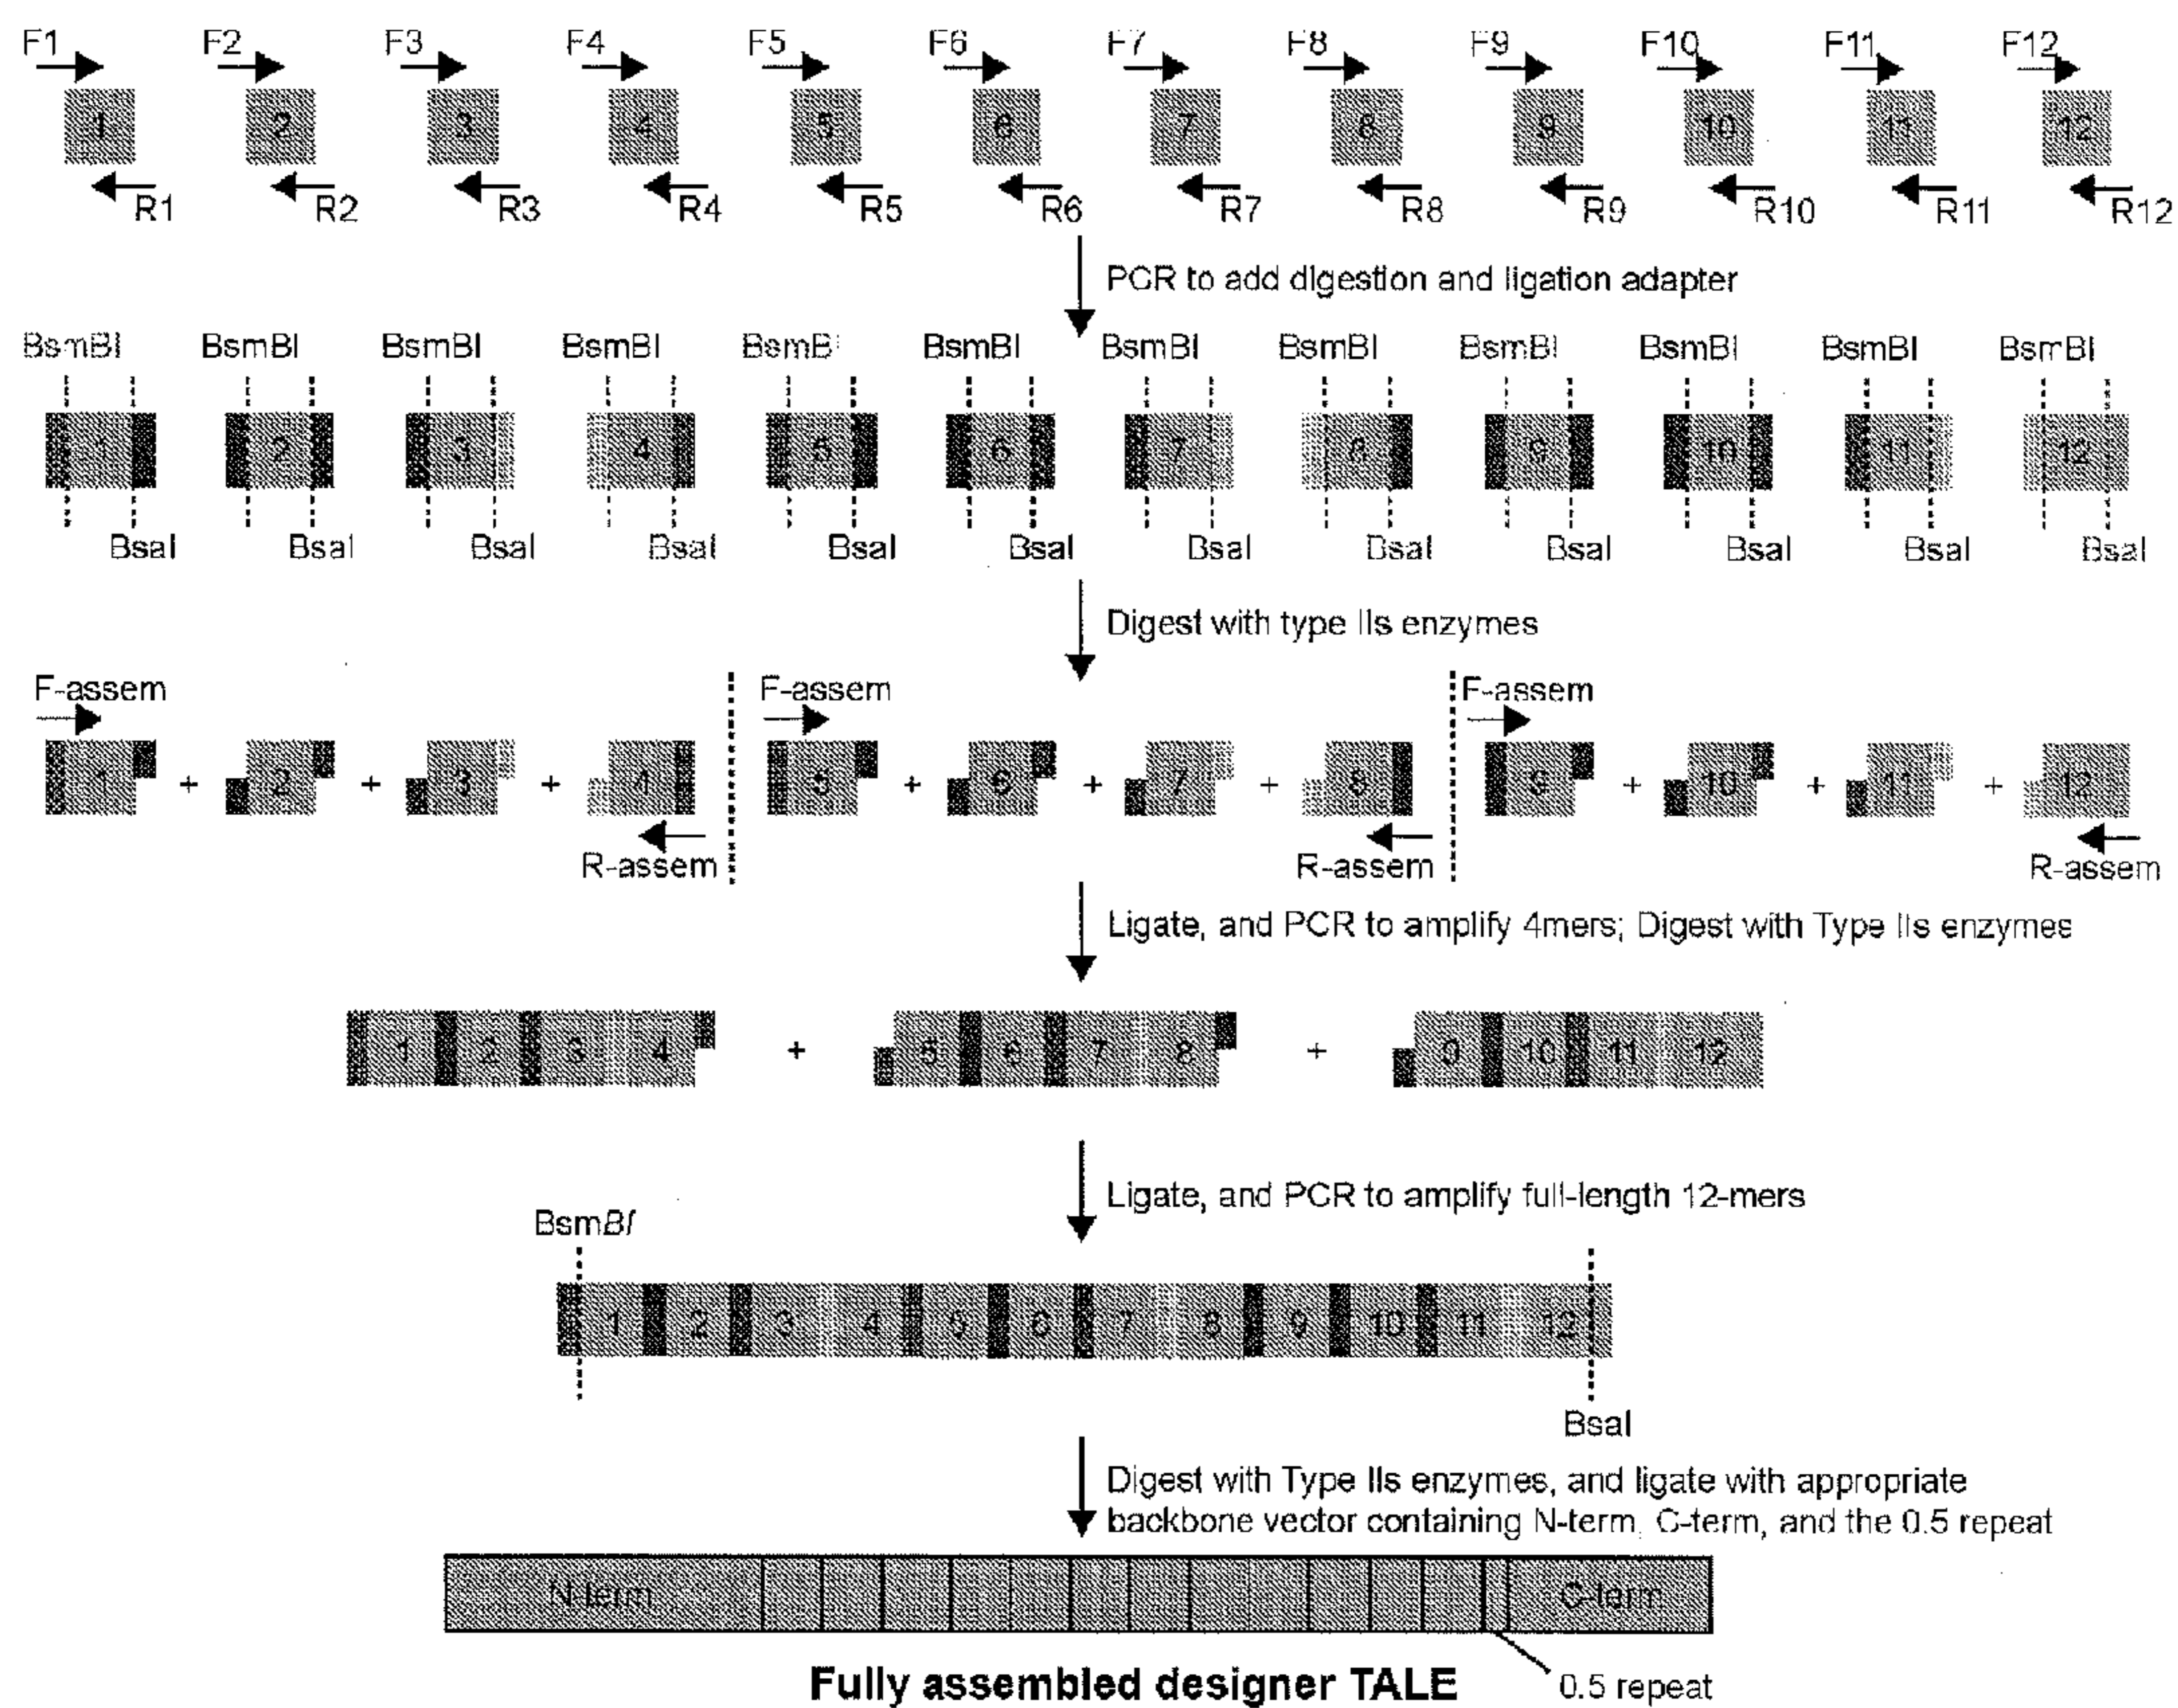 F1 F2 F3 F4 F5 F6 F7 F8 F9 F10 F11 F12
1 2 3 4 5 6 7 8 9 10 11 12
R1 R2 R3 R4 R5 R6 R7 R8 R9 R10 R11 R12
PCR to add digestion and ligation adapter
BsmBI BsmBI BsmBI BsmBI BsmBI BsmBI BsmBI BsmBI BsmBI BsmBI BsmBI BsmBI
1 2 3 4 5 6 7 8 9 10 11 12
BsaI BsaI BsaI BsaI BsaI BsaI BsaI BsaI BsaI BsaI BsaI BsaI
Digest with type IIs enzymes
F-assem F-assem F-assem
1 + 2 + 3 + 4 5 + 6 + 7 + 8 9 + 10 + 11 + 12
R-assem R-assem R-assem
Ligate, and PCR to amplify 4mers; Digest with Type IIs enzymes
1 2 3 4 + 5 6 7 8 + 9 10 11 12
Ligate, and PCR to amplify full-length 12-mers
BsmBI
1 2 3 4 5 6 7 8 9 10 11 12
BsaI
Digest with Type IIs enzymes, and ligate with appropriate
backbone vector containing N-term, C-term, and the 0.5 repeat
N-term C-term
Fully assembled designer TALE
0.5 repeat